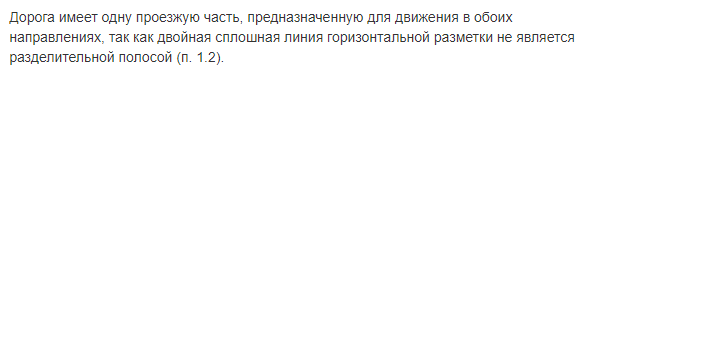 Дорога имеет одну проезжую часть, предназначенную для движения в обоих
направлениях, так как двойная сплошная линия горизонтальной разметки не является
разделительной полосой (п. 1.2).